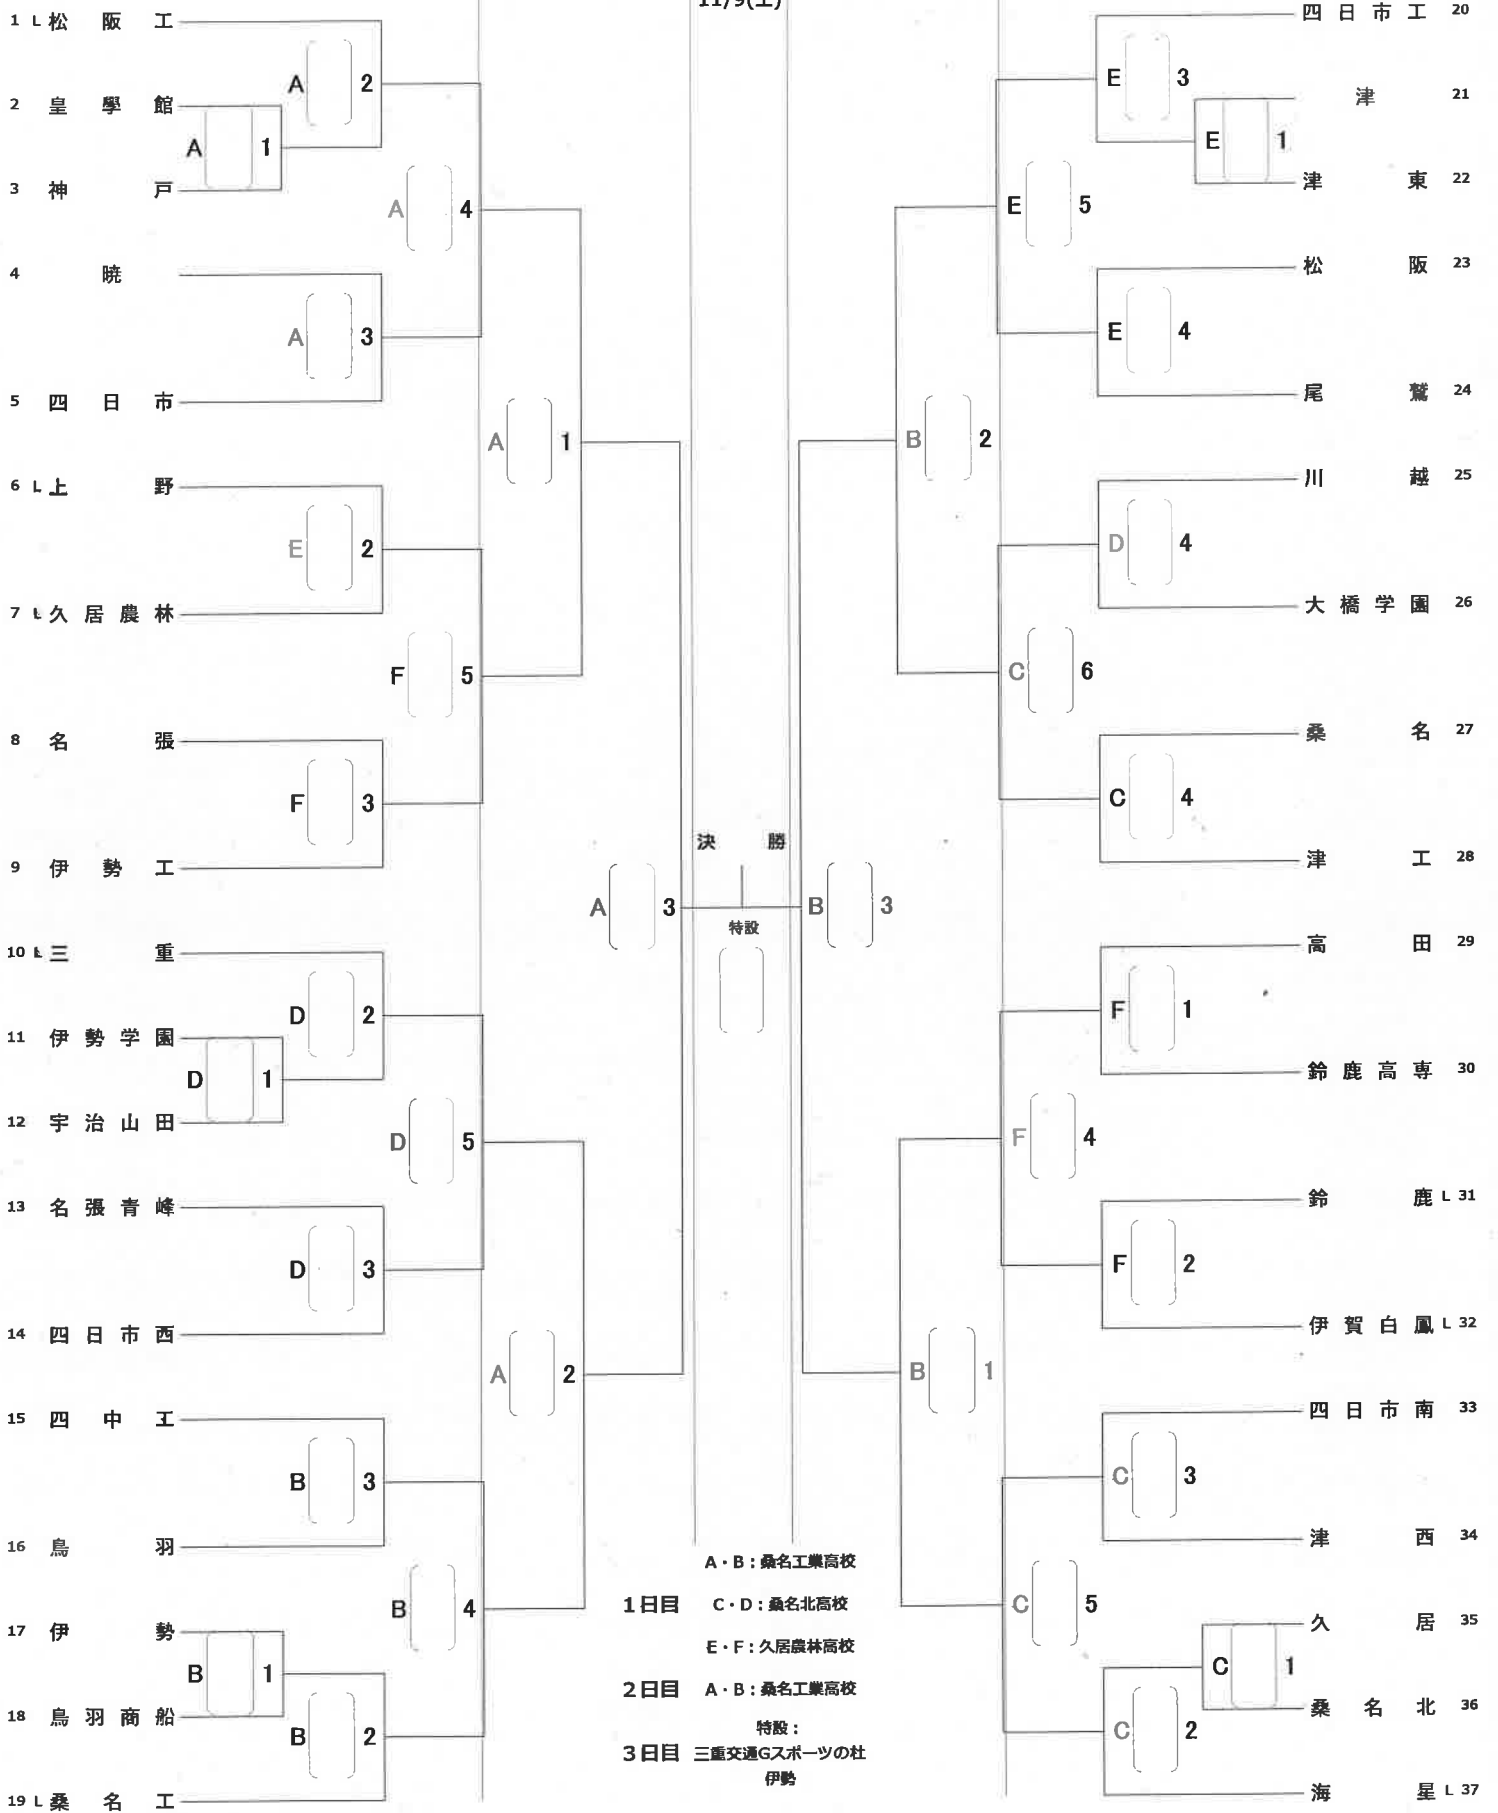 11/9(土)
1 L 松阪工
A 2
2 皇學館
A 1
3 神戸
A 4
4 暁
A 3
5 四日市
A 1
6 L 上野
E 2
7 L 久居農林
F 5
8 名張
F 3
9 伊勢工
A 3
10 L 三重
D 2
11 伊勢学園
D 1
12 宇治山田
D 5
13 名張青峰
D 3
14 四日市西
A 2
15 四中工
B 3
16 鳥羽
B 4
17 伊勢
B 1
18 鳥羽商船
B 2
19 L 桑名工
決勝
特設
四日市工 20
E 3
津 21
E 1
津東 22
E 5
松阪 23
E 4
尾鷲 24
B 2
川越 25
D 4
大橋学園 26
C 6
桑名 27
C 4
津工 28
B 3
高田 29
F 1
鈴鹿高専 30
F 4
鈴鹿 L 31
F 2
伊賀白鳳 L 32
B 1
四日市南 33
C 3
津西 34
C 5
久居 35
C 1
桑名北 36
C 2
海星 L 37
A・B：桑名工業高校
1日目 C・D：桑名北高校
E・F：久居農林高校
2日目 A・B：桑名工業高校
特設：
3日目 三重交通Gスポーツの杜
伊勢